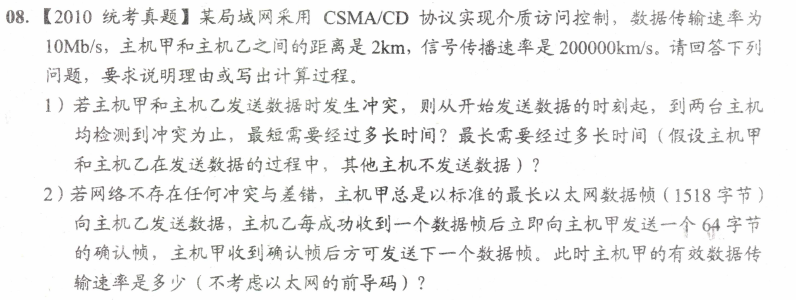 08.【2010 统考真题】某局域网采用 CSMA/CD 协议实现介质访问控制，数据传输速率为
10Mb/s，主机甲和主机乙之间的距离是 2km，信号传播速率是 200000km/s。请回答下列
问题，要求说明理由或写出计算过程。
1）若主机甲和主机乙发送数据时发生冲突，则从开始发送数据的时刻起，到两台主机
均检测到冲突为止，最短需要经过多长时间？最长需要经过多长时间（假设主机甲
和主机乙在发送数据的过程中，其他主机不发送数据）？
2）若网络不存在任何冲突与差错，主机甲总是以标准的最长以太网数据帧（1518 字节）
向主机乙发送数据，主机乙每成功收到一个数据帧后立即向主机甲发送一个 64 字节
的确认帧，主机甲收到确认帧后方可发送下一个数据帧。此时主机甲的有效数据传
输速率是多少（不考虑以太网的前导码）？